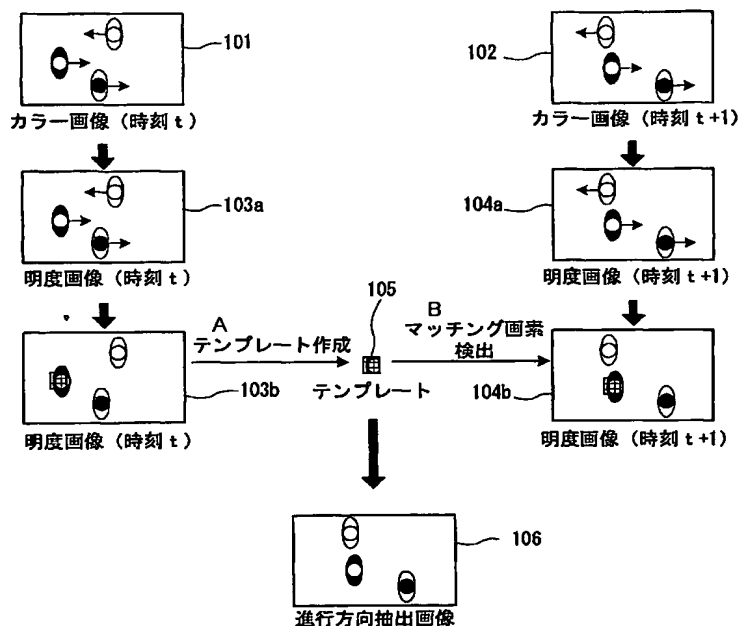 101
102
カラー画像（時刻 t）
カラー画像（時刻 t+1）
103a
104a
明度画像（時刻 t）
明度画像（時刻 t+1）
105
A
テンプレート作成
B
マッチング画素
検出
テンプレート
103b
104b
明度画像（時刻 t）
明度画像（時刻 t+1）
106
進行方向抽出画像